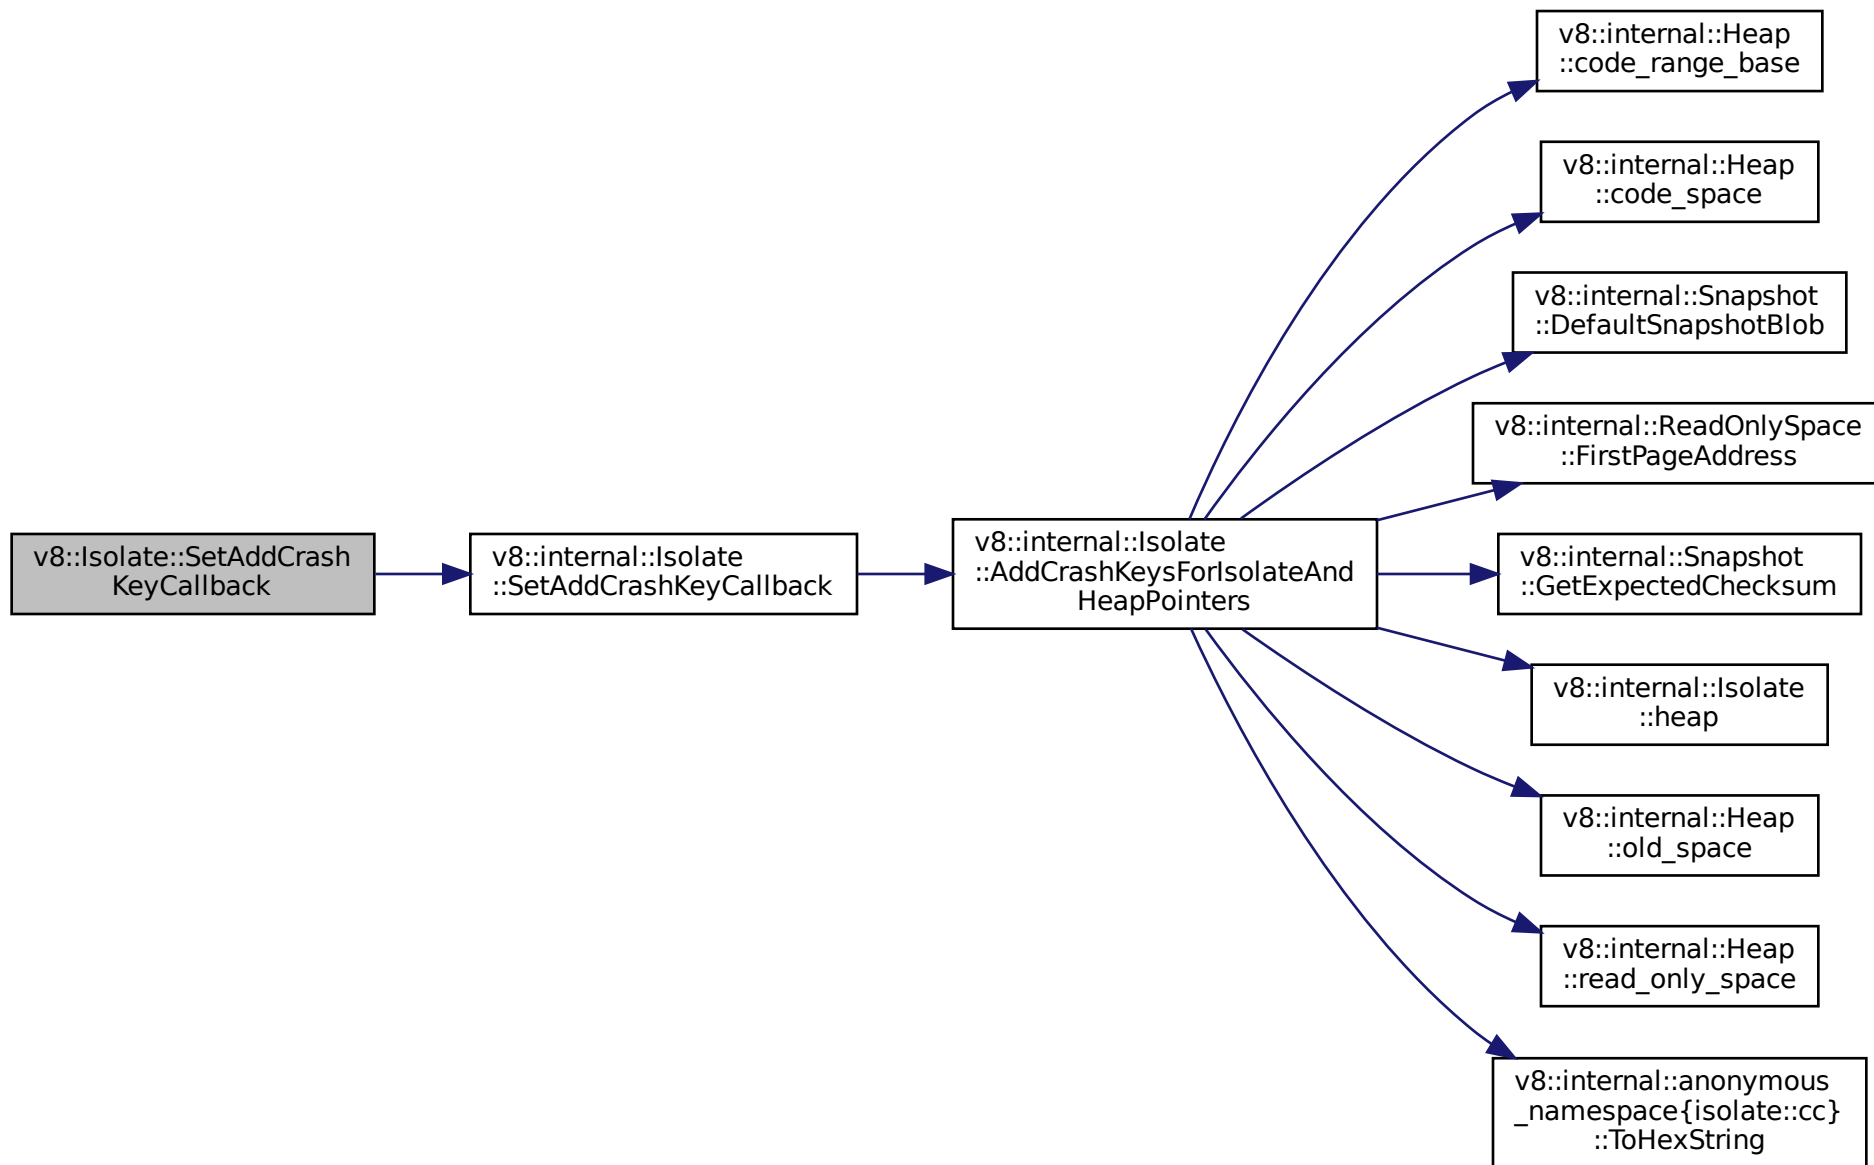 v8::internal::Heap
::code_range_base
v8::internal::Heap
::code_space
v8::internal::Snapshot
::DefaultSnapshotBlob
v8::internal::ReadOnlySpace
::FirstPageAddress
v8::Isolate::SetAddCrash
KeyCallback
v8::internal::Isolate
::SetAddCrashKeyCallback
v8::internal::Isolate
::AddCrashKeysForIsolateAnd
HeapPointers
v8::internal::Snapshot
::GetExpectedChecksum
v8::internal::Isolate
::heap
v8::internal::Heap
::old_space
v8::internal::Heap
::read_only_space
v8::internal::anonymous
_namespace{isolate::cc}
::ToHexString